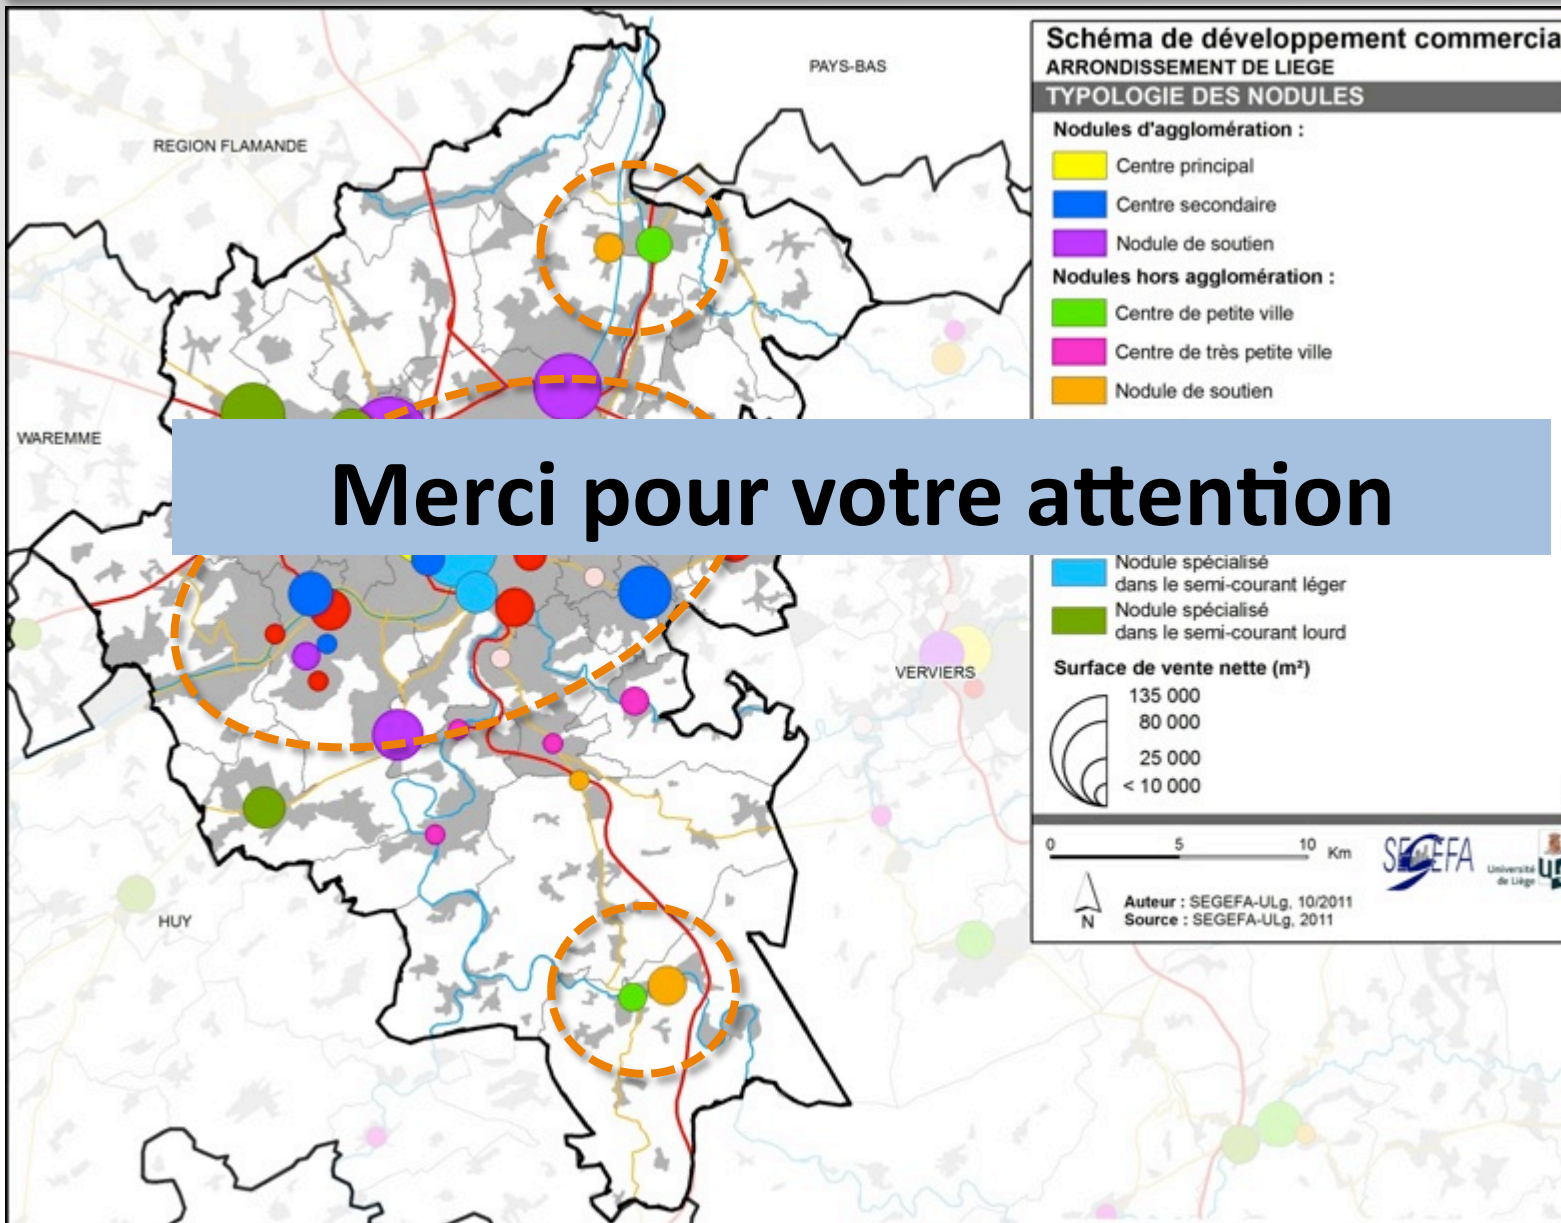 PAYS-BAS
REGION FLAMANDE
WAREMME
HUY
VERVIERS
Merci pour votre attention
Schéma de développement commercia
ARRONDISSEMENT DE LIEGE
TYPOLOGIE DES NODULES
Nodules d'agglomération :
Centre principal
Centre secondaire
Nodule de soutien
Nodules hors agglomération :
Centre de petite ville
Centre de très petite ville
Nodule de soutien
Nodule spécialisé
dans le semi-courant léger
Nodule spécialisé
dans le semi-courant lourd
Surface de vente nette (m²)
135 000
80 000
25 000
< 10 000
0 5 10 Km
SEGEFA
Université
de Liège
N
Auteur : SEGEFA-ULg, 10/2011
Source : SEGEFA-ULg, 2011